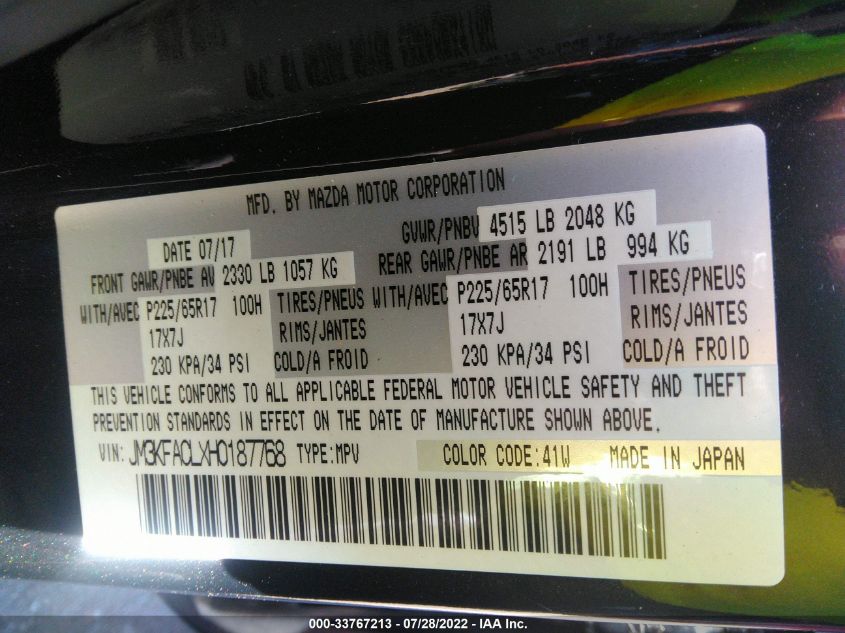 MFD. BY MAZDA MOTOR CORPORATION
DATE 07/17 GVWR/PNBV 4515 LB 2048 KG
FRONT GAWR/PNBE AV 2330 LB 1057 KG REAR GAWR/PNBE AR 2191 LB 994 KG
WITH/AVEC P225/65R17 100H TIRES/PNEUS WITH/AVEC P225/65R17 100H TIRES/PNEUS
17X7J RIMS/JANTES 17X7J RIMS/JANTES
230 KPA/34 PSI COLD/A FROID 230 KPA/34 PSI COLD/A FROID
THIS VEHICLE CONFORMS TO ALL APPLICABLE FEDERAL MOTOR VEHICLE SAFETY AND THEFT
PREVENTION STANDARDS IN EFFECT ON THE DATE OF MANUFACTURE SHOWN ABOVE.
VIN: JM3KFACLXH0187768 TYPE:MPV COLOR CODE:41W MADE IN JAPAN
000-33767213 - 07/28/2022 - IAA Inc.